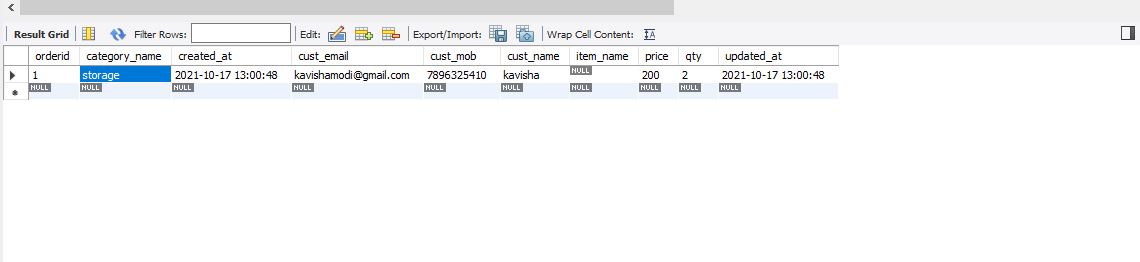 Result Grid Filter Rows: Edit: Export/Import: Wrap Cell Content:
orderid category_name created_at cust_email cust_mob cust_name item_name price qty updated_at
1 storage 2021-10-17 13:00:48 kavishamodi@gmail.com 7896325410 kavisha NULL 200 2 2021-10-17 13:00:48
NULL NULL NULL NULL NULL NULL NULL NULL NULL NULL